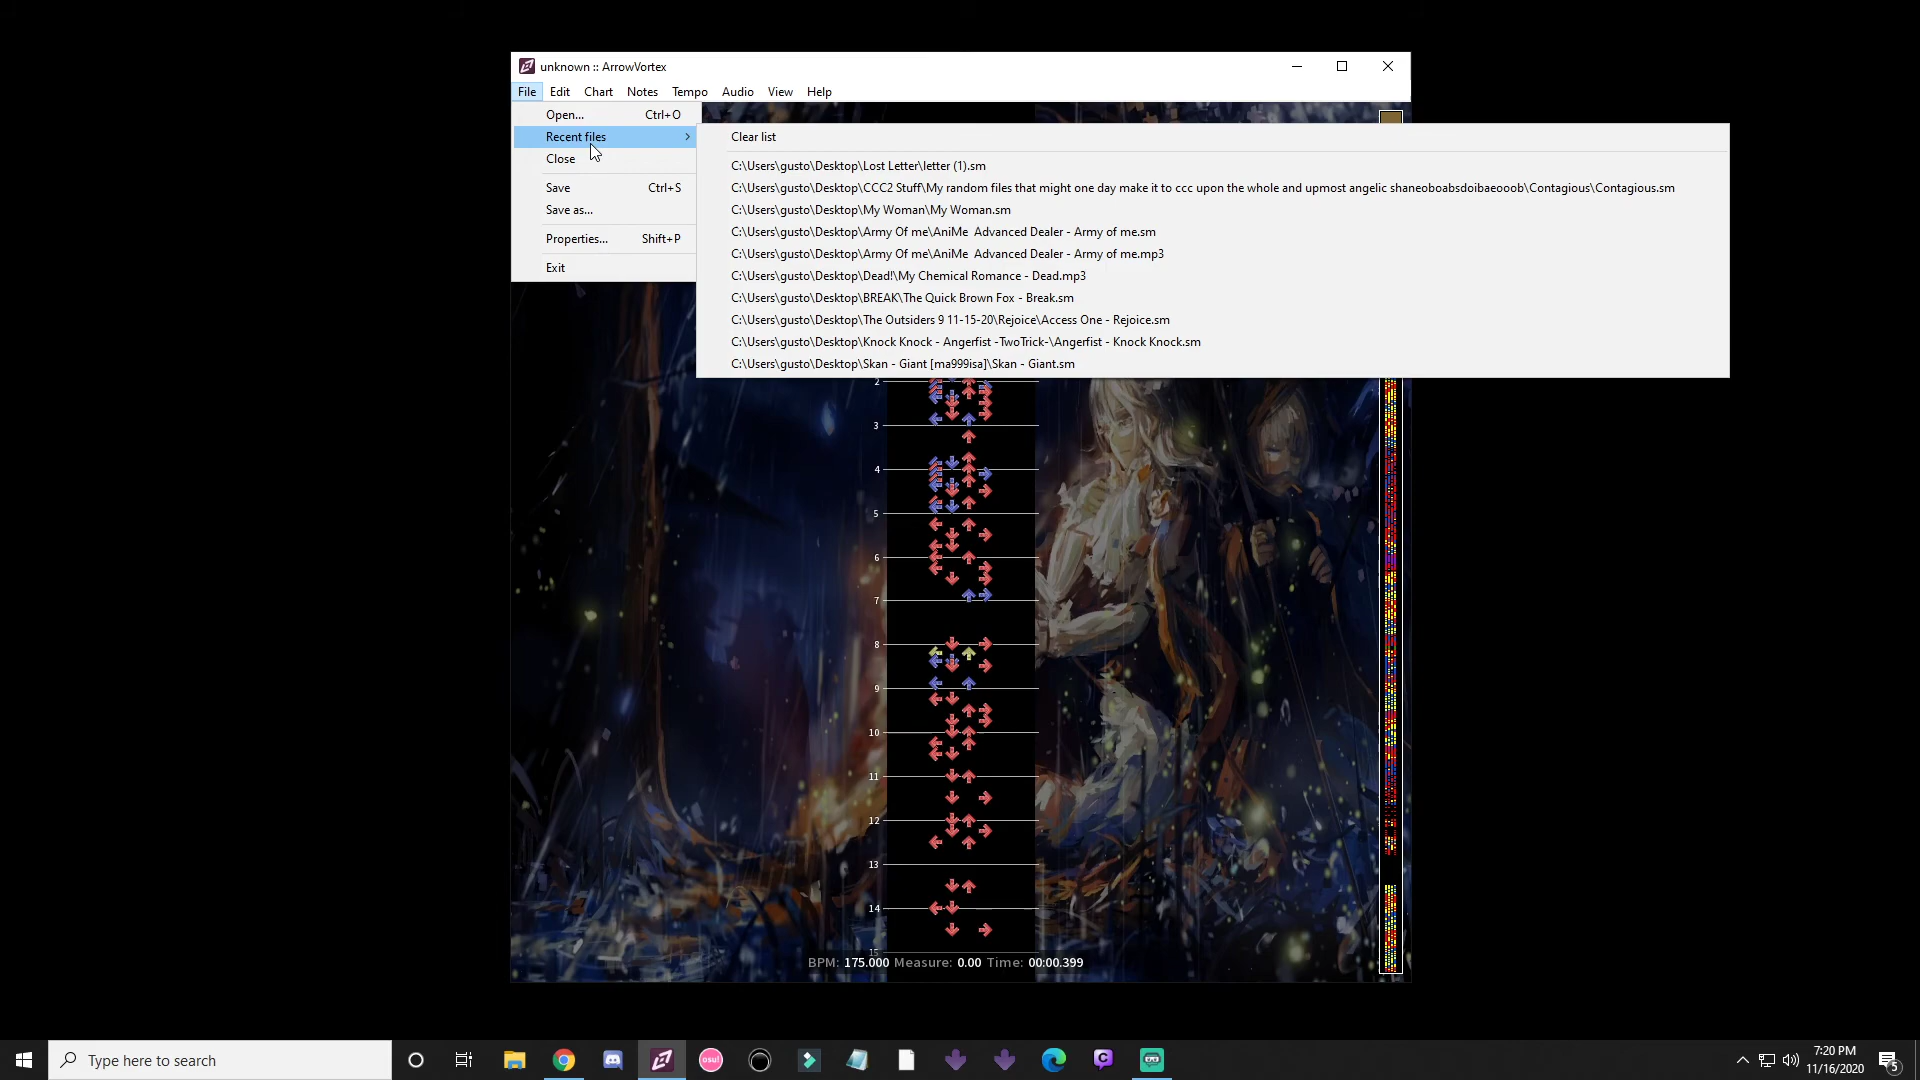 unknown :: ArrowVortex
File Edit Chart Notes Tempo Audio View Help
Open... Ctrl+O
Recent files
Close
Save Ctrl+S
Save as...
Properties... Shift+P
Exit
Clear list
C:\Users\gusto\Desktop\Lost Letter\letter (1).sm
C:\Users\gusto\Desktop\CCC2 Stuff\My random files that might one day make it to ccc upon the whole and upmost angelic shaneoboabsdoibaeooob\Contagious\Contagious.sm
C:\Users\gusto\Desktop\My Woman\My Woman.sm
C:\Users\gusto\Desktop\Army Of me\AniMe  Advanced Dealer - Army of me.sm
C:\Users\gusto\Desktop\Army Of me\AniMe  Advanced Dealer - Army of me.mp3
C:\Users\gusto\Desktop\Dead!\My Chemical Romance - Dead.mp3
C:\Users\gusto\Desktop\BREAK\The Quick Brown Fox - Break.sm
C:\Users\gusto\Desktop\The Outsiders 9 11-15-20\Rejoice\Access One - Rejoice.sm
C:\Users\gusto\Desktop\Knock Knock - Angerfist -TwoTrick-\Angerfist - Knock Knock.sm
C:\Users\gusto\Desktop\Skan - Giant [ma999isa]\Skan - Giant.sm
2
3
4
5
6
7
8
9
10
11
12
13
14
15
BPM: 175.000 Measure: 0.00 Time: 00:00.399
Type here to search
osu!
7:20 PM
11/16/2020
5